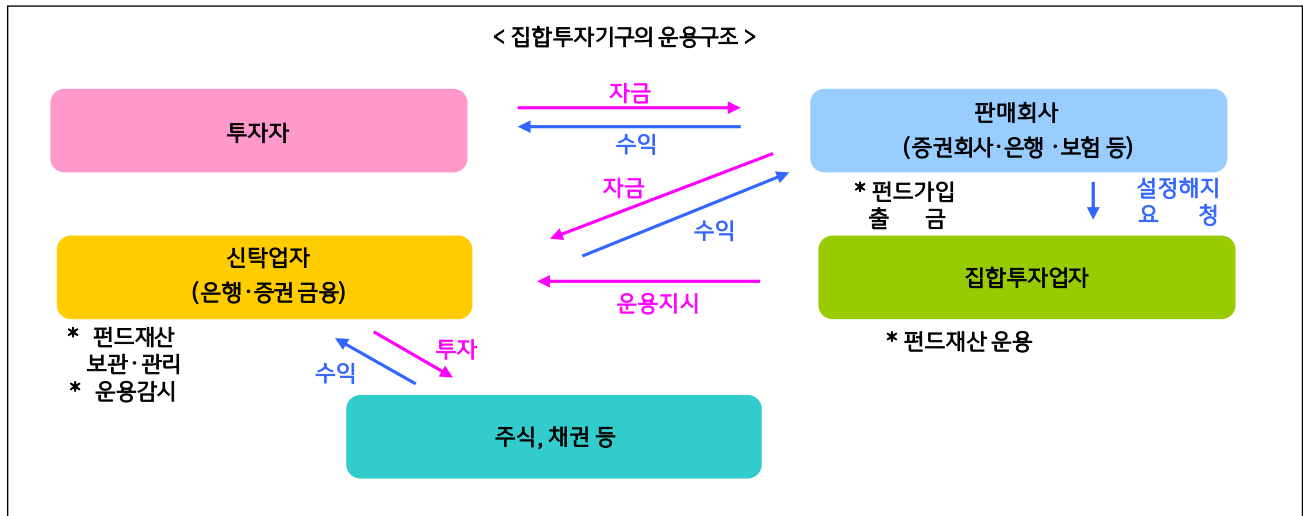 < 집합투자기구의 운용구조 >
자금
투자자
수익
판매회사
(증권회사·은행 ·보험 등)
자금
수익
* 펀드가입
출 금
설정해지
요 청
신탁업자
(은행·증권 금융)
운용지시
집합투자업자
* 펀드재산
보관·관리
* 운용감시
수익
투자
* 펀드재산 운용
주식, 채권 등